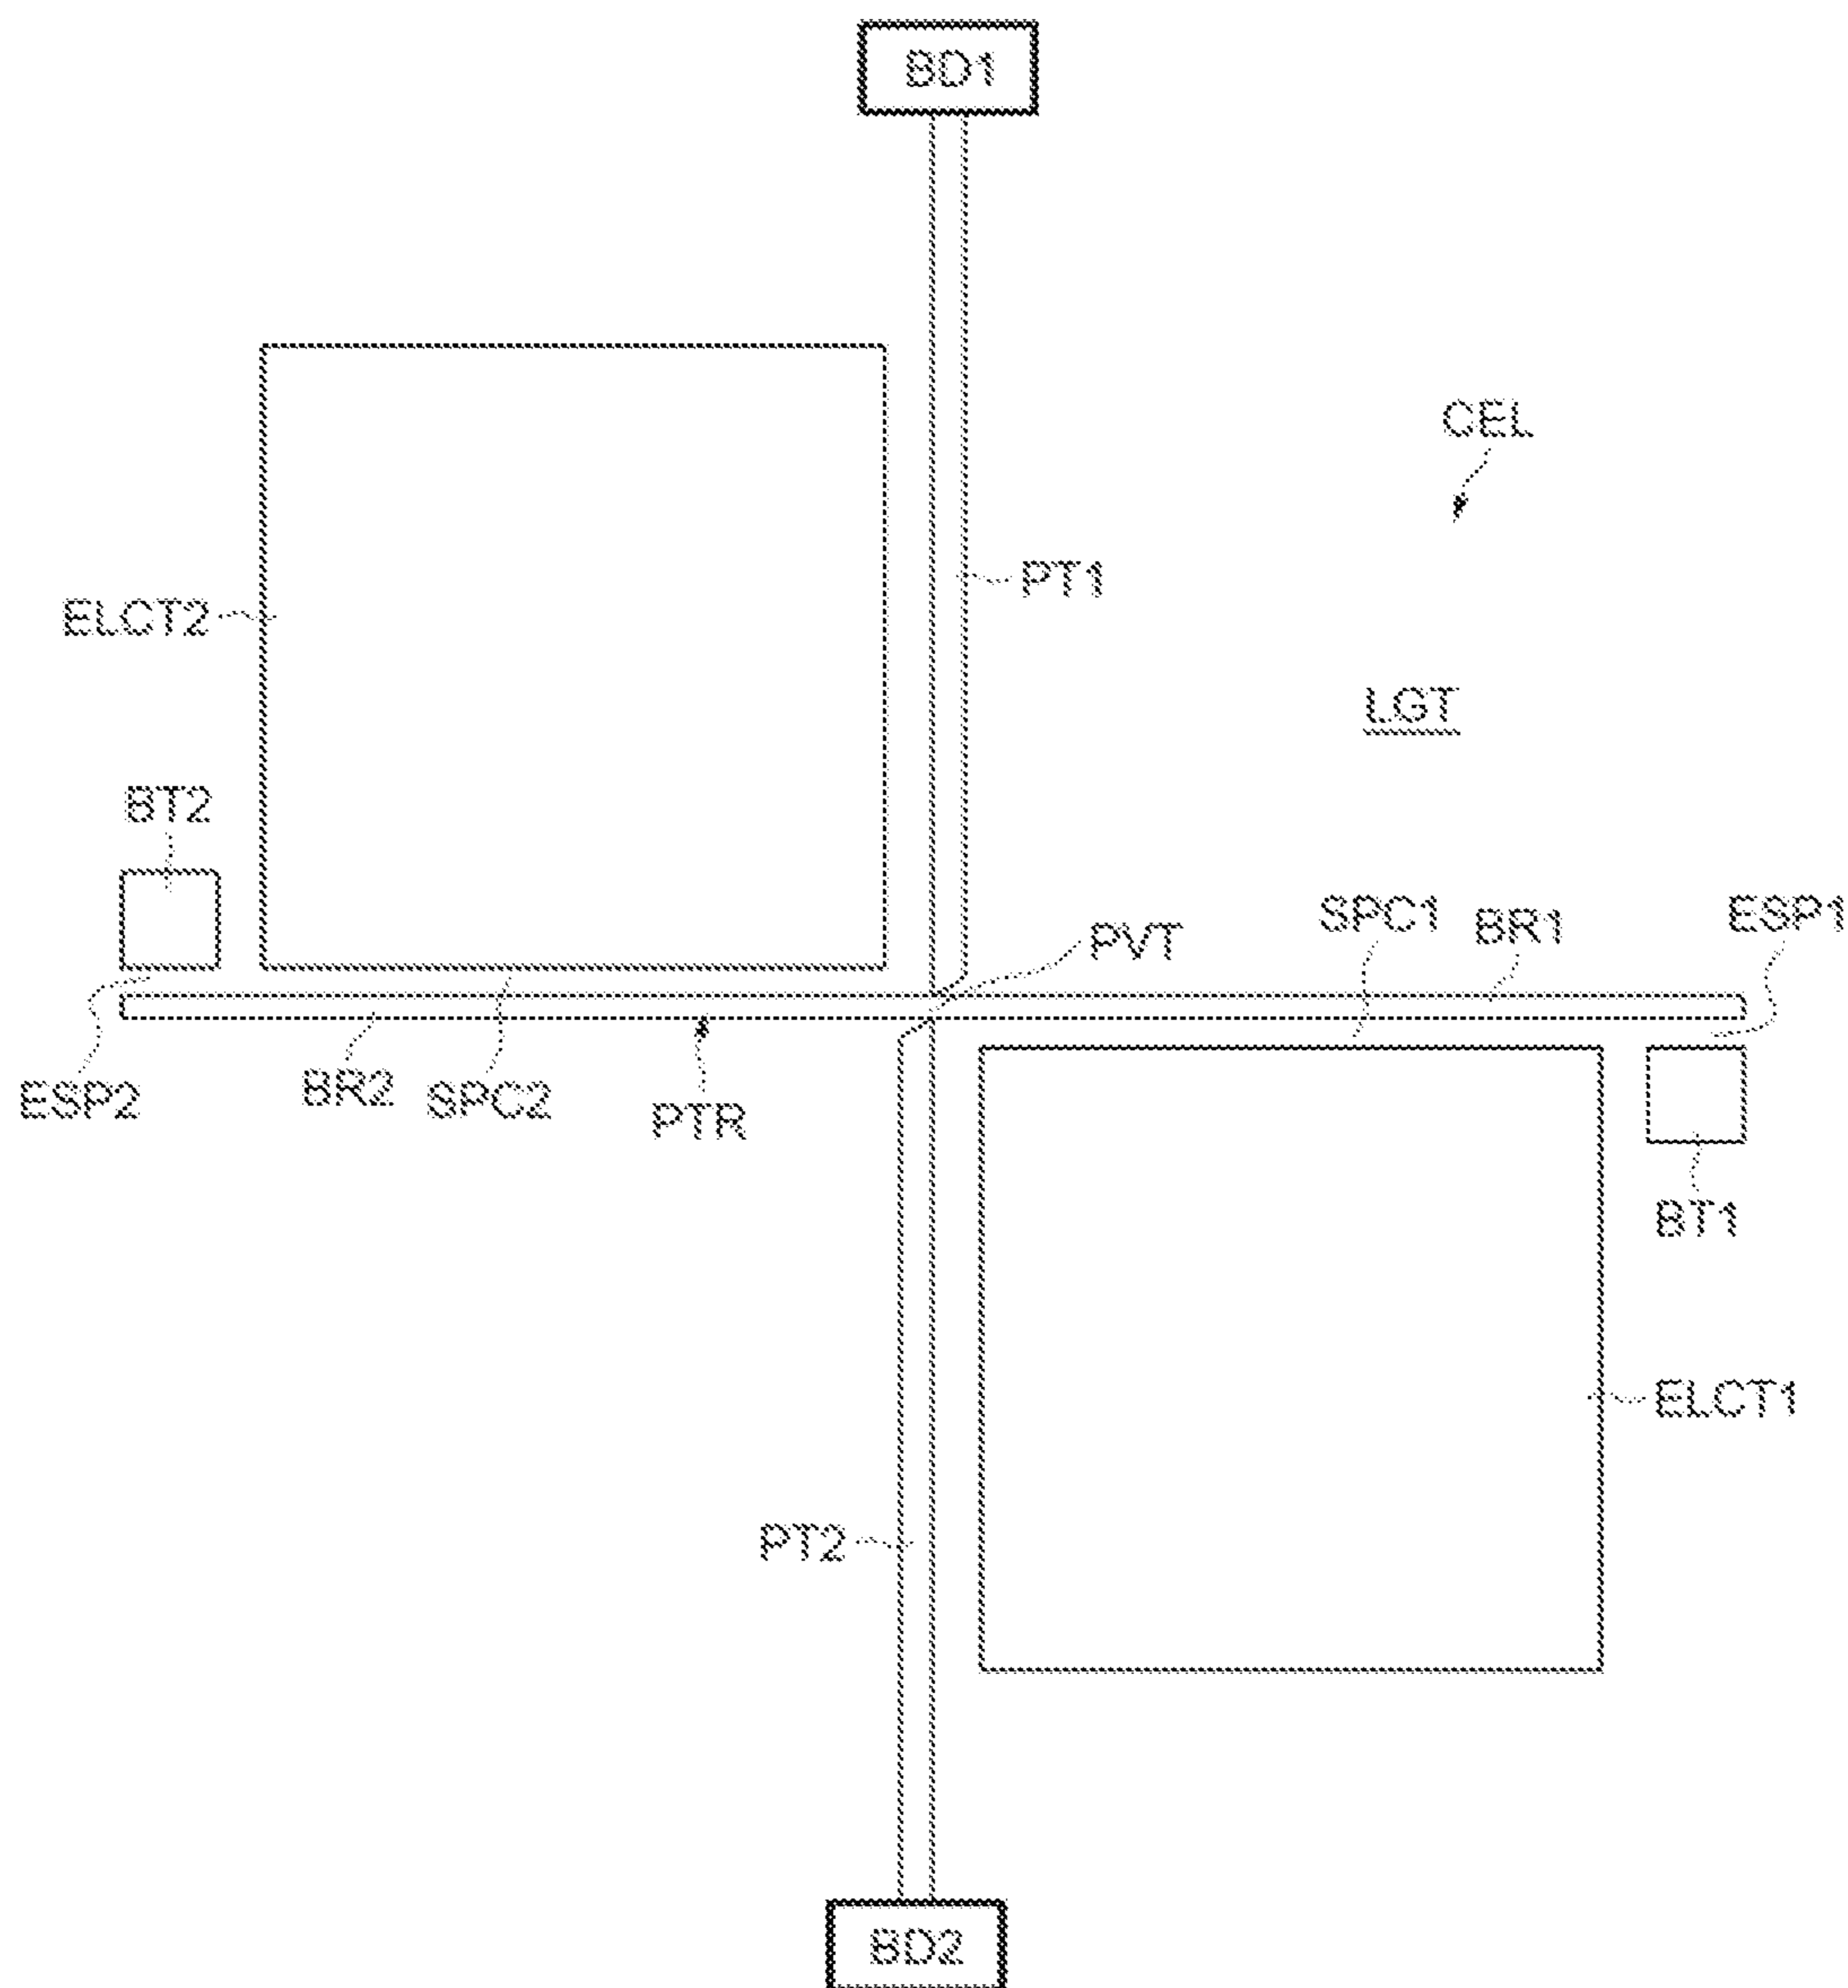 BD1
CEL
PT1
ELCT2
LGT
BT2
SPC1
BR1
ESP1
PVT
ESP2
BR2
SPC2
PTR
BT1
ELCT1
PT2
BD2